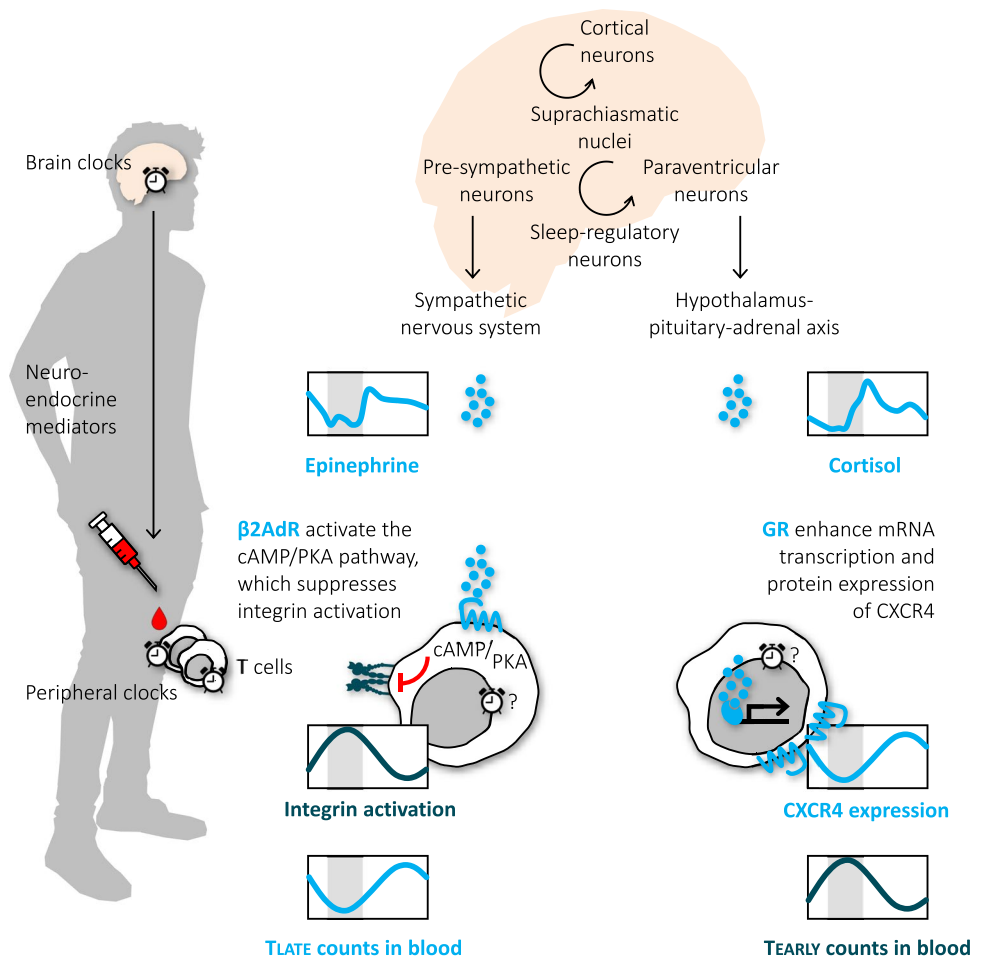 Cortical
neurons
Suprachiasmatic
nuclei
Brain clocks
Pre-sympathetic
neurons
Paraventricular
neurons
Sleep-regulatory
neurons
Sympathetic
nervous system
Hypothalamus-
pituitary-adrenal axis
Neuro-
endocrine
mediators
Epinephrine
Cortisol
β2AdR activate the
cAMP/PKA pathway,
which suppresses
integrin activation
GR enhance mRNA
transcription and
protein expression
of CXCR4
T cells
Peripheral clocks
cAMP/PKA
?
?
Integrin activation
CXCR4 expression
TLATE counts in blood
TEARLY counts in blood